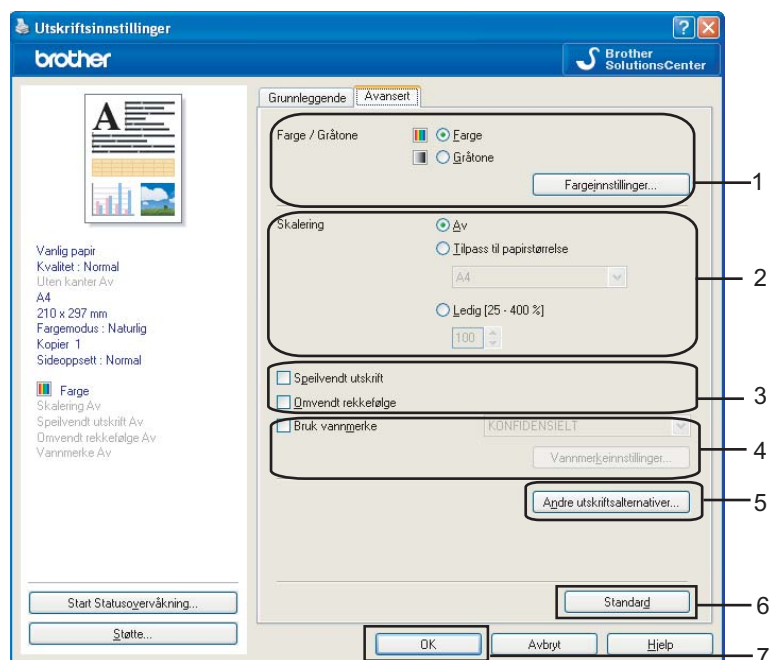 Utskriftsinnstillinger
brother
Brother
SolutionsCenter
Grunnleggende Avansert
A
Farge / Gråtone
Farge
Gråtone
Fargeinnstillinger...
1
Skalering
Av
Tilpass til papirstørrelse
A4
Ledig [25 - 400 %]
100
2
Speilvendt utskrift
Omvendt rekkefølge
3
Bruk vannmerke KONFIDENSIELT
Vannmerkeinnstillinger...
4
Andre utskriftsalternativer...
5
Vanlig papir
Kvalitet : Normal
Uten kanter Av
A4
210 x 297 mm
Fargemodus : Naturlig
Kopier 1
Sideoppsett : Normal
Farge
Skalering Av
Speilvendt utskrift Av
Omvendt rekkefølge Av
Vannmerke Av
Start Statusovervåkning...
Støtte...
Standard
6
OK Avbryt Hjelp
7